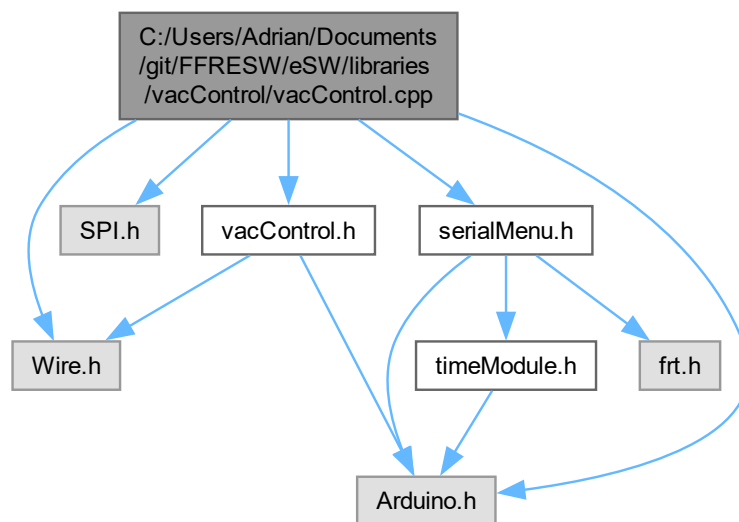 C:/Users/Adrian/Documents
/git/FFRESW/eSW/libraries
/vacControl/vacControl.cpp
SPI.h
vacControl.h
serialMenu.h
Wire.h
timeModule.h
frt.h
Arduino.h